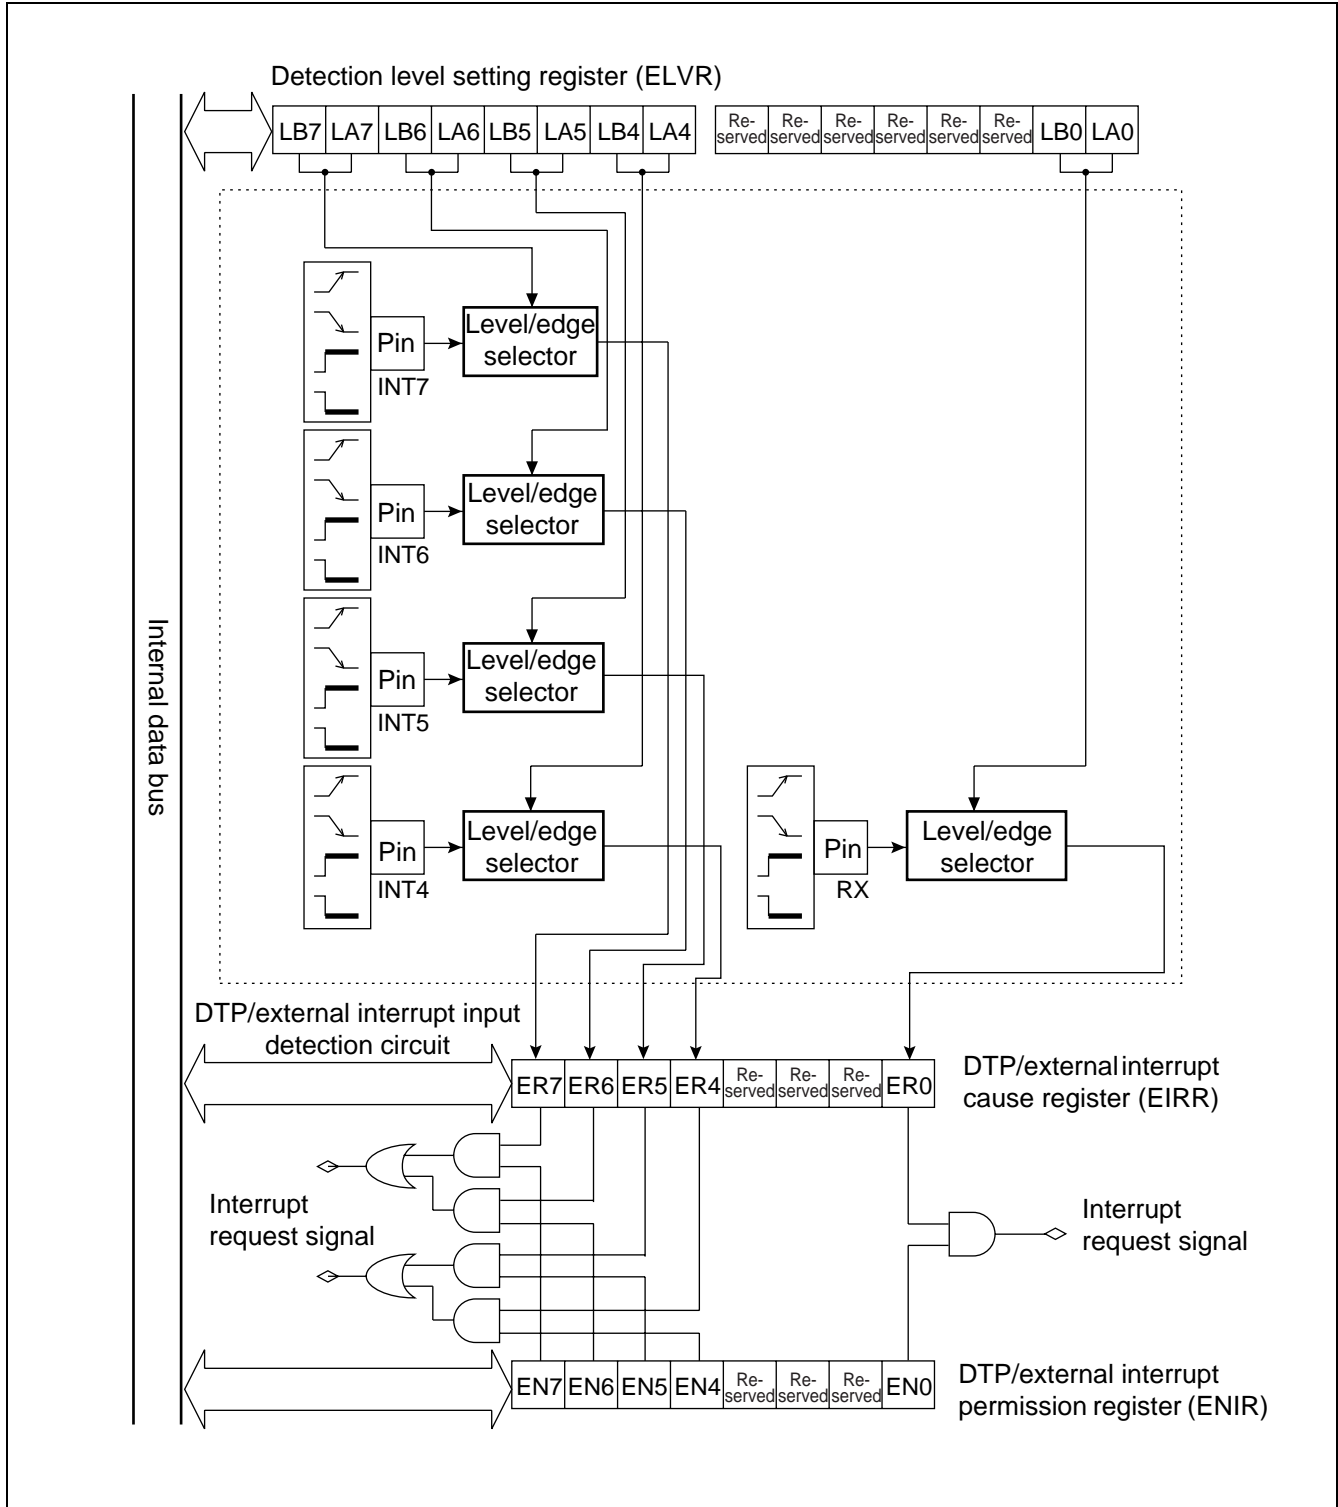 Detection level setting register (ELVR)
LB7 LA7 LB6 LA6 LB5 LA5 LB4 LA4
Re-served Re-served Re-served Re-served Re-served Re-served LB0 LA0
Level/edge
selector
Pin
INT7
Level/edge
selector
Pin
INT6
Level/edge
selector
Pin
INT5
Level/edge
selector
Pin
INT4
Level/edge
selector
Pin
RX
Internal data bus
DTP/external interrupt input
detection circuit
ER7 ER6 ER5 ER4 Re-served Re-served Re-served ER0
DTP/external interrupt
cause register (EIRR)
Interrupt
request signal
Interrupt
request signal
EN7 EN6 EN5 EN4 Re-served Re-served Re-served EN0
DTP/external interrupt
permission register (ENIR)